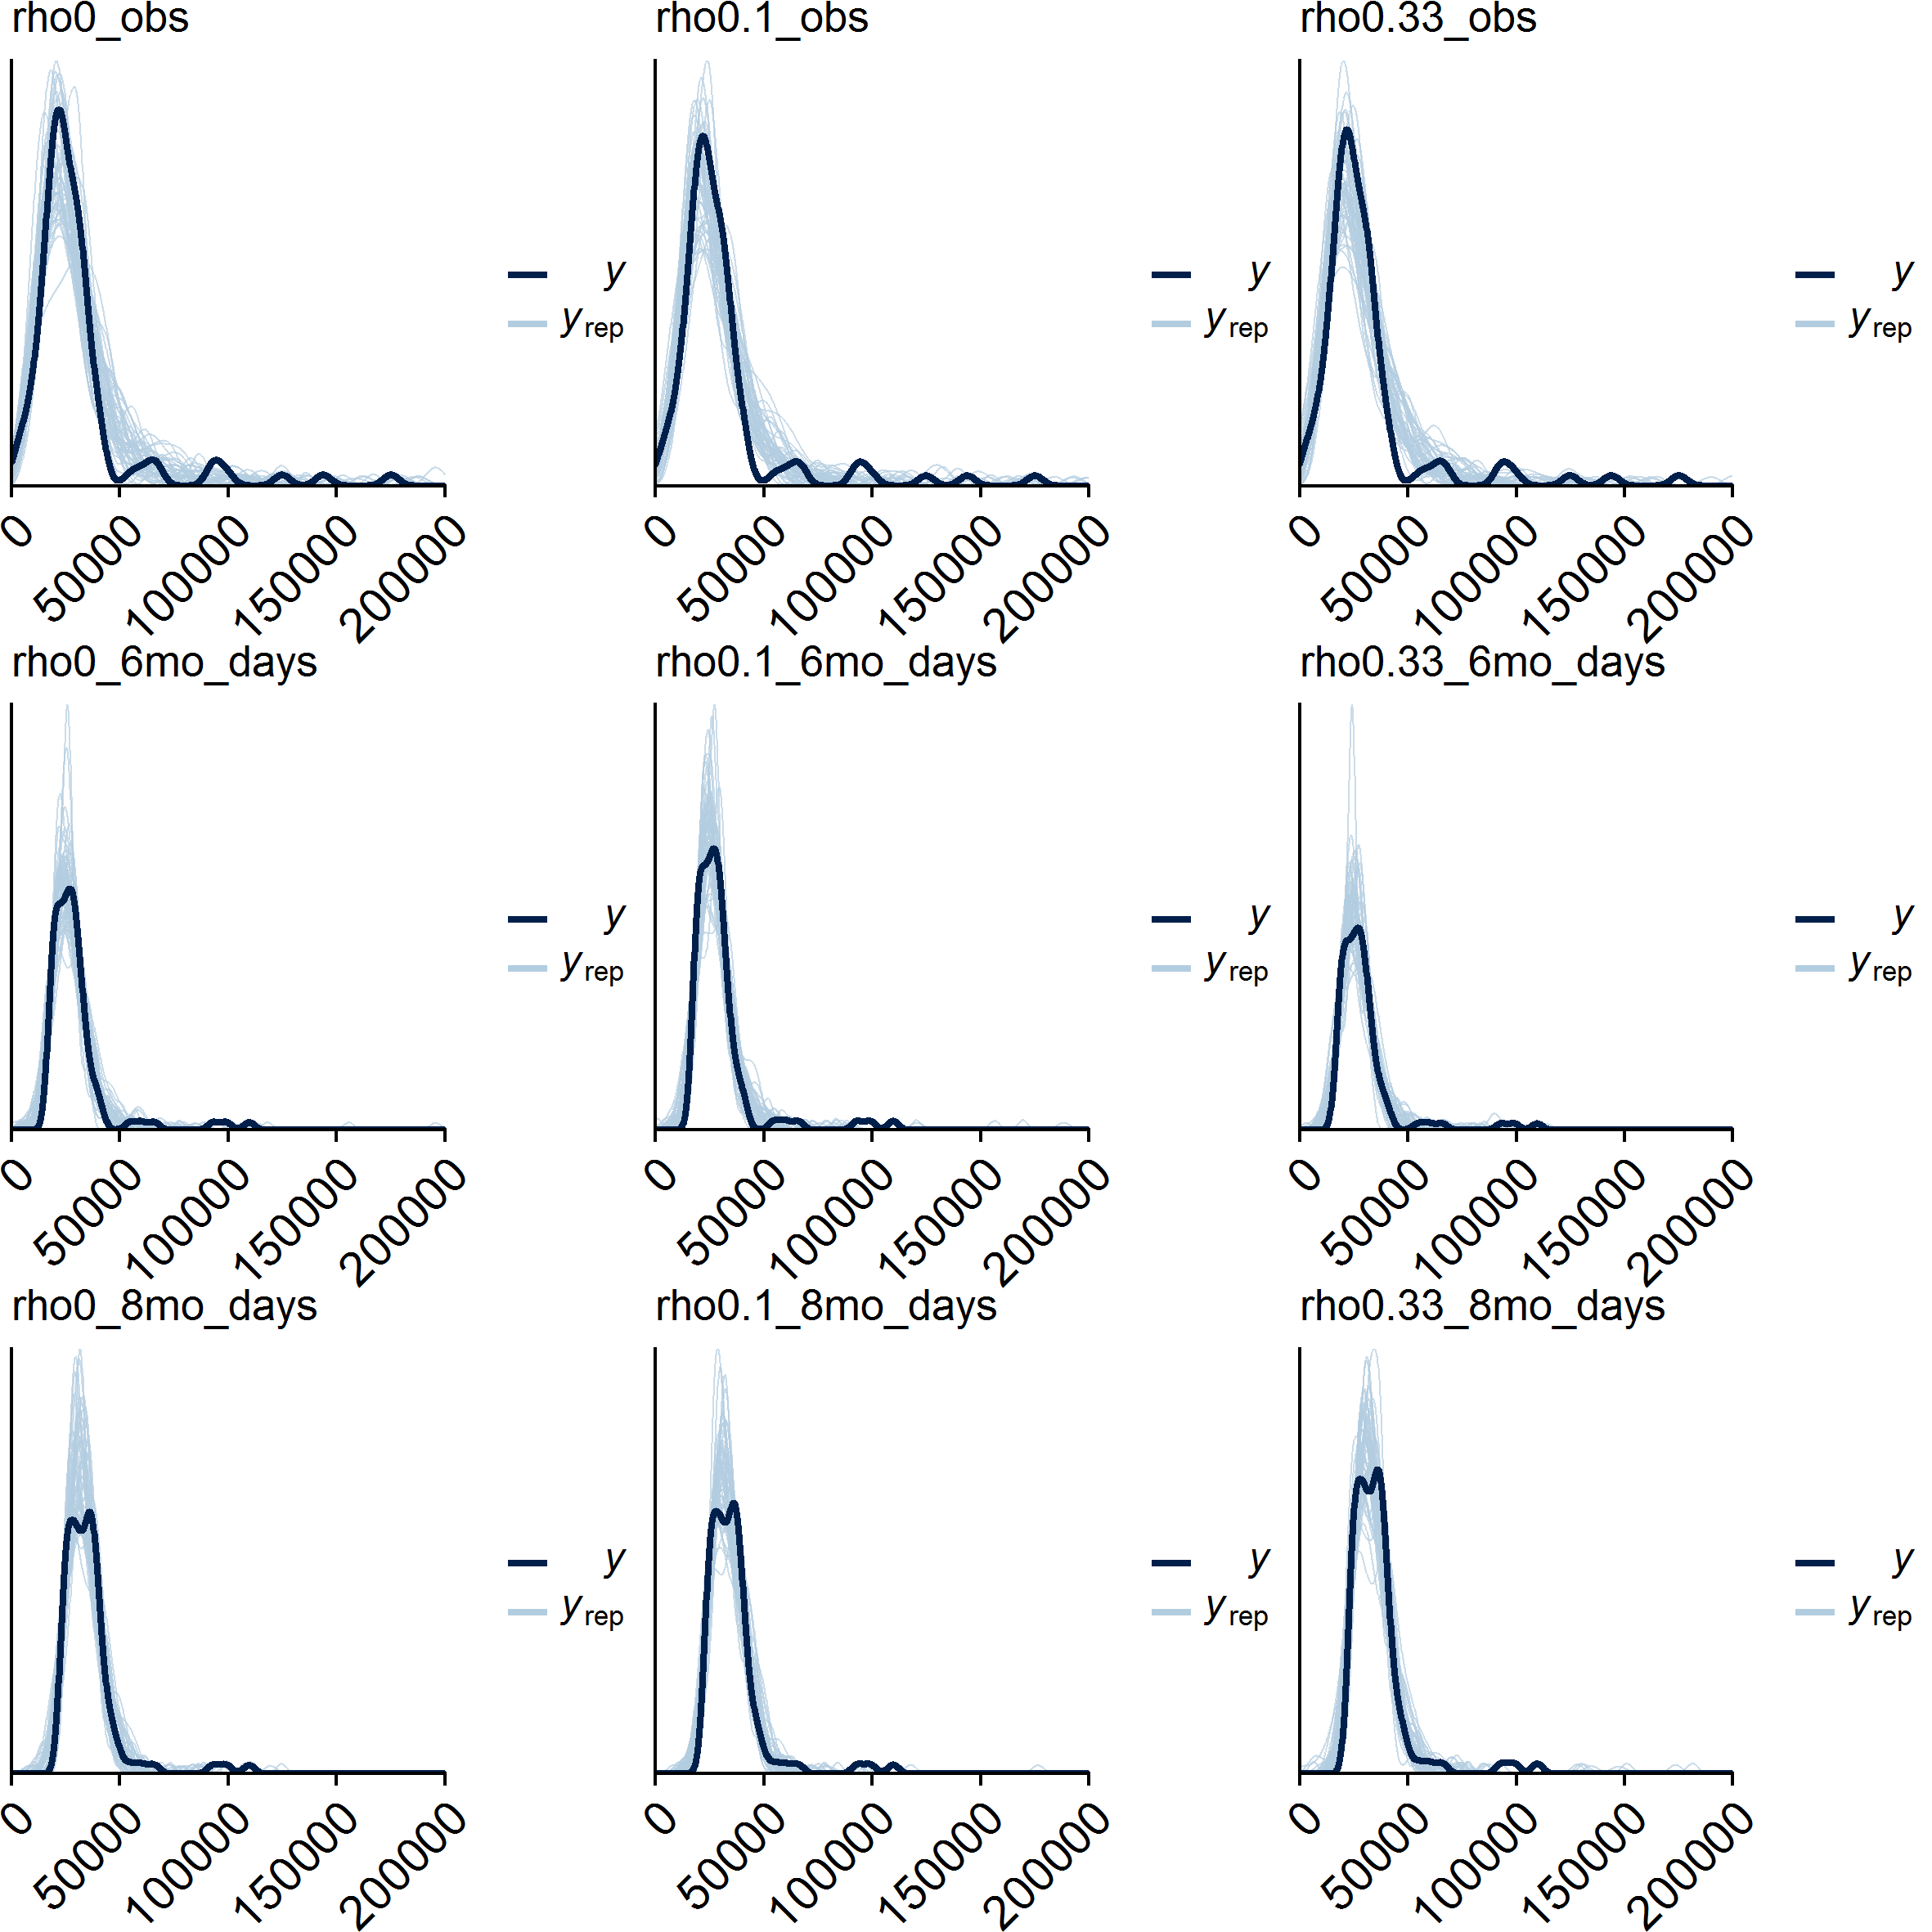 rho0_obs
rho0.1_obs
rho0.33_obs
y
yrep
y
yrep
y
yrep
0
50000
100000
150000
200000
0
50000
100000
150000
200000
0
50000
100000
150000
200000
rho0_6mo_days
rho0.1_6mo_days
rho0.33_6mo_days
y
yrep
y
yrep
y
yrep
0
50000
100000
150000
200000
0
50000
100000
150000
200000
0
50000
100000
150000
200000
rho0_8mo_days
rho0.1_8mo_days
rho0.33_8mo_days
y
yrep
y
yrep
y
yrep
0
50000
100000
150000
200000
0
50000
100000
150000
200000
0
50000
100000
150000
200000